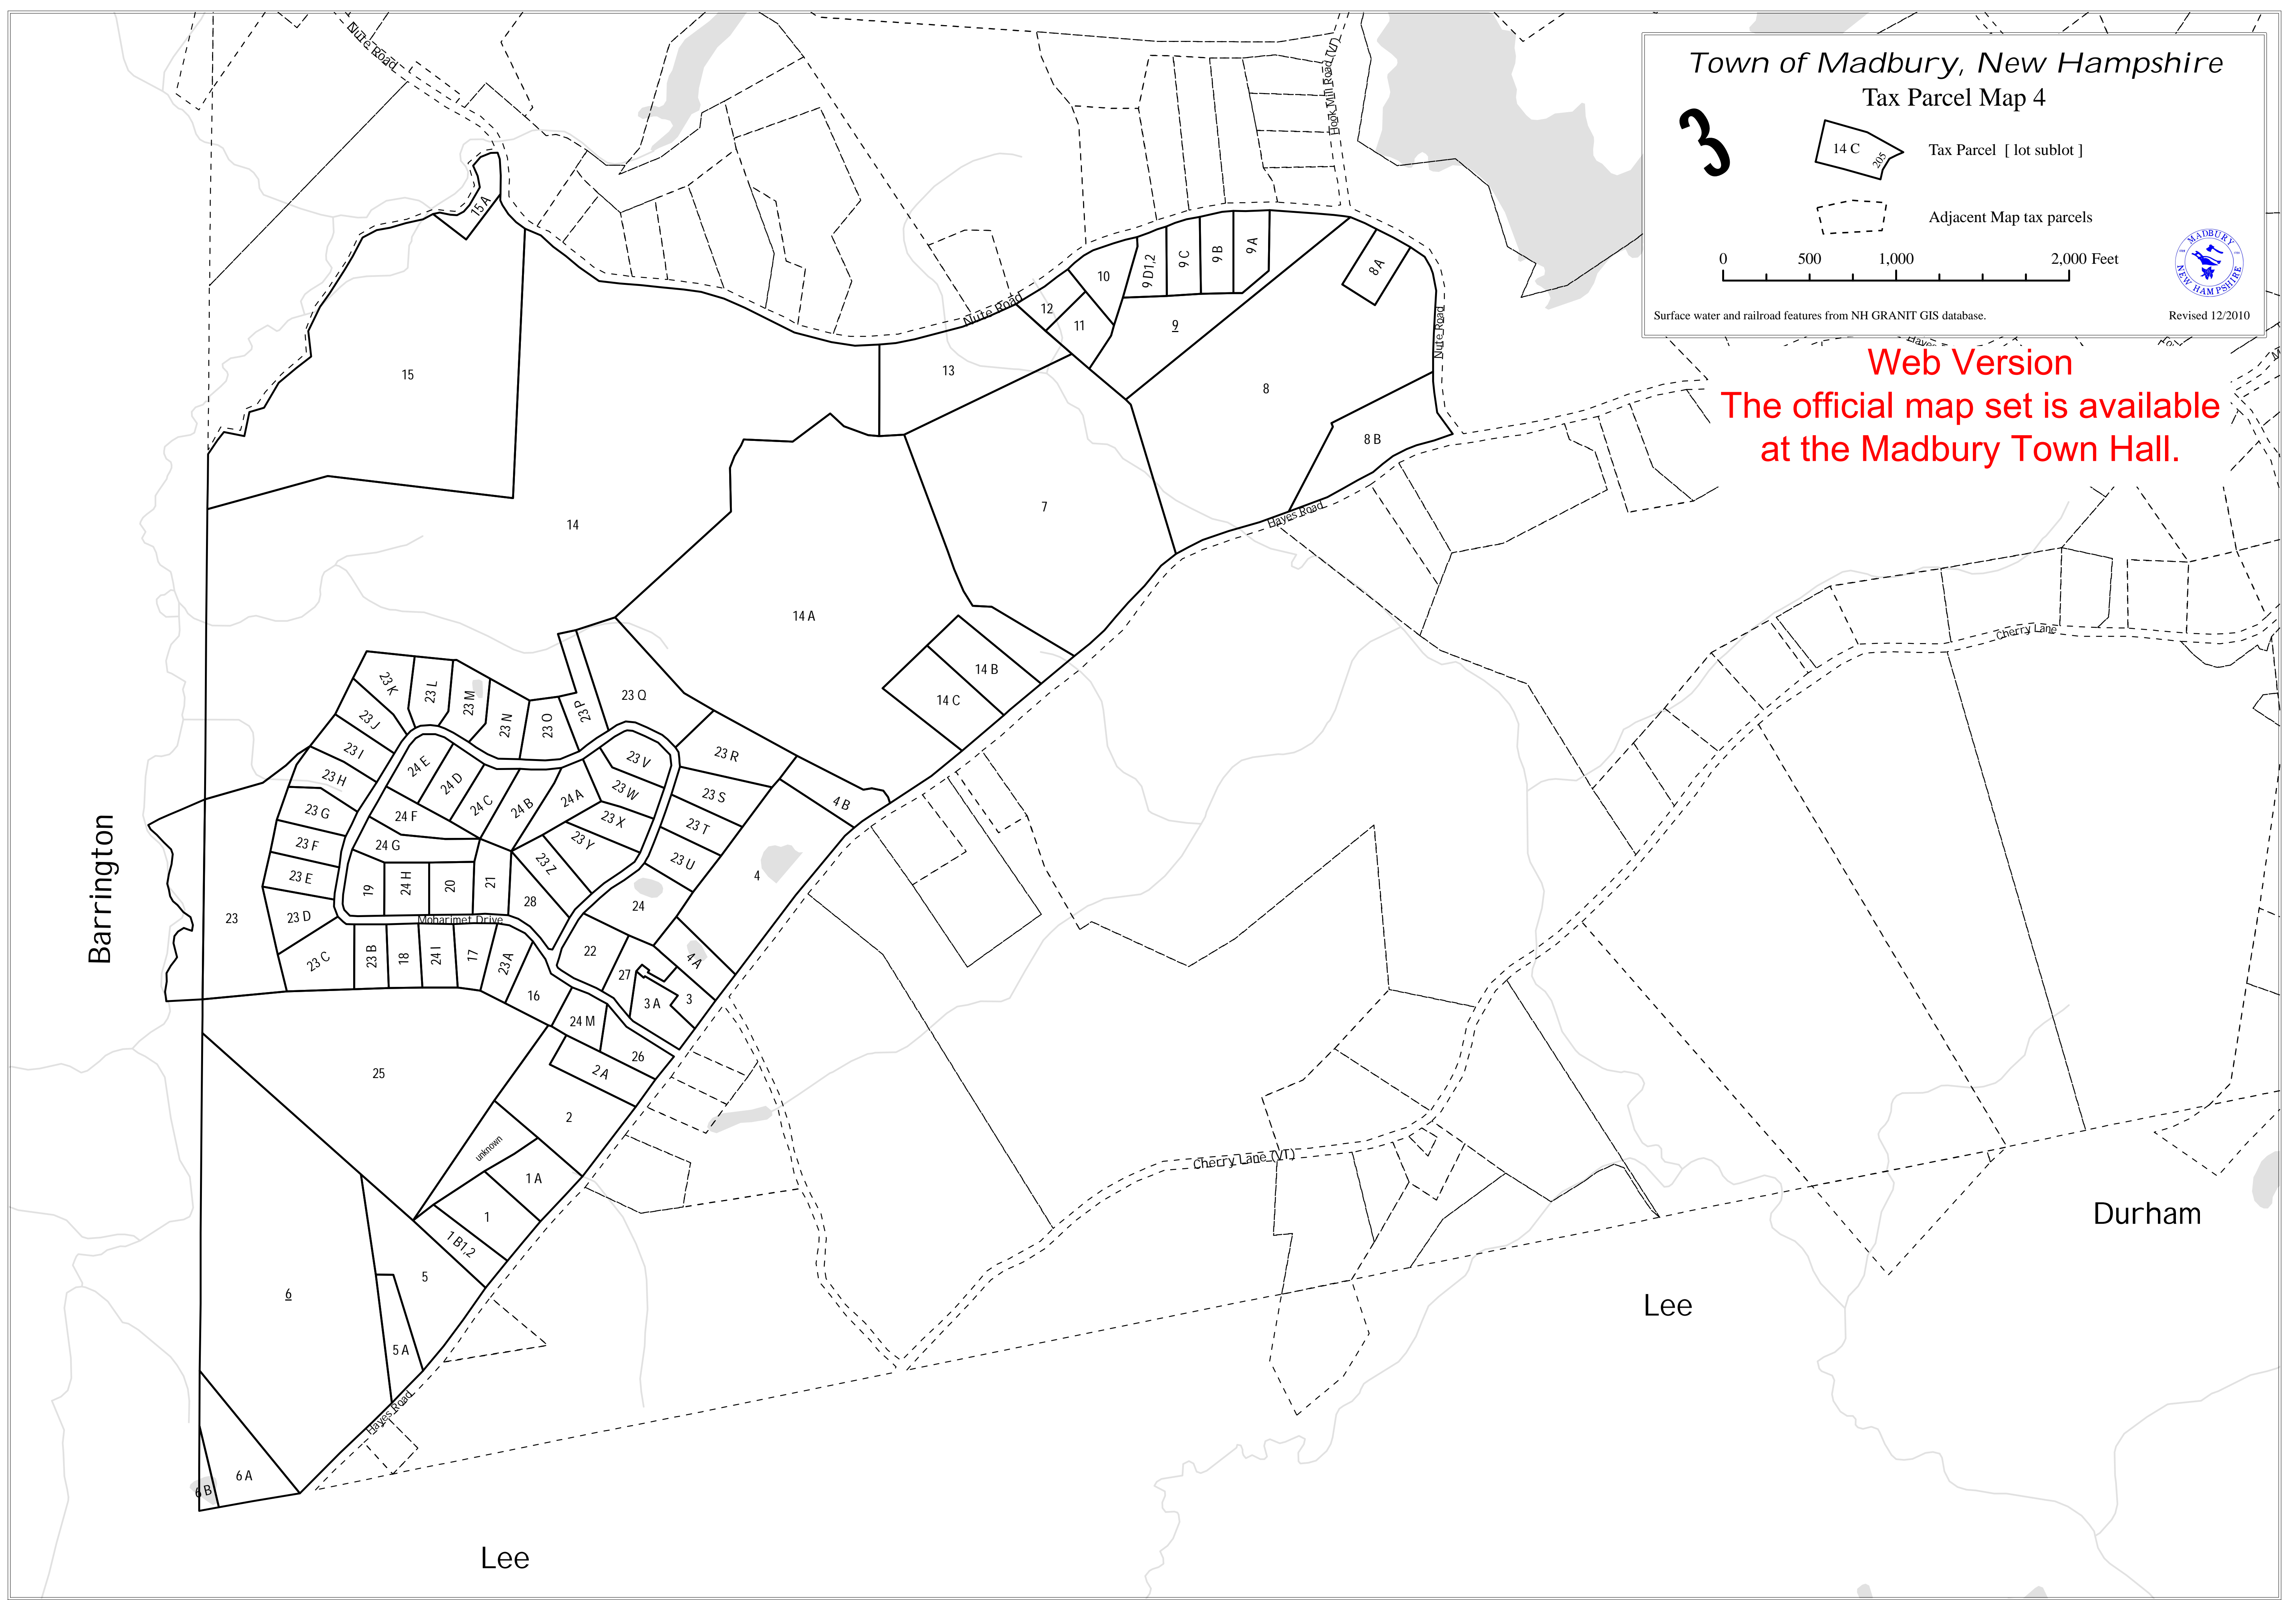 Town of Madbury, New Hampshire
Tax Parcel Map 4
3
14 C
205
Tax Parcel [ lot sublot ]
Adjacent Map tax parcels
0 500 1,000 2,000 Feet
MADBURY
NEW HAMPSHIRE
Surface water and railroad features from NH GRANIT GIS database.
Revised 12/2010
Web Version
The official map set is available
at the Madbury Town Hall.
Nute Road
Hook Mill Road (VT)
15 A
15
Nute Road
12
11
10
9 D1,2
9 C
9 B
9 A
9
8 A
Nute Road
8
8 B
13
14
7
Hayes Road
14 A
14 B
14 C
Cherry Lane
23 K
23 L
23 M
23 N
23 O
23 P
23 Q
23 J
23 I
23 H
23 G
23 F
23 E
23 D
23 C
23
24 E
24 D
24 C
24 B
24 A
24 F
24 G
23 V
23 W
23 X
23 Y
23 Z
23 R
23 S
23 T
23 U
4 B
4
19
24 H
20
21
28
24
Moharimet Drive
23 B
18
24 I
17
23 A
16
22
27
4 A
3 A
3
24 M
26
2 A
2
25
unknown
1 A
1
1 B1,2
5
5 A
6
6 A
6 B
Hayes Road
Cherry Lane (VT)
Barrington
Durham
Lee
Lee